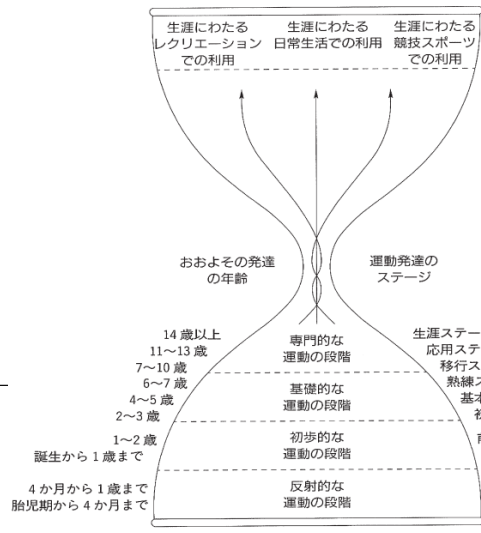 生涯にわたる
レクリエーション
での利用
生涯にわたる
日常生活での利用
生涯にわたる
競技スポーツ
での利用
おおよその発達
の年齢
運動発達の
ステージ
14歳以上
11〜13歳
7〜10歳
6〜7歳
4〜5歳
2〜3歳
1〜2歳
誕生から1歳まで
4か月から1歳まで
胎児期から4か月まで
専門的な
運動の段階
基礎的な
運動の段階
初歩的な
運動の段階
反射的な
運動の段階
生涯ステー
応用ステ
移行ス
熟練ス
基本
初